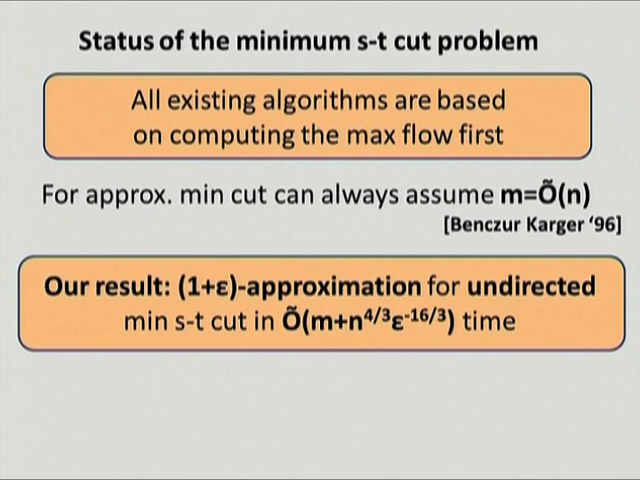 Status of the minimum s-t cut problem
All existing algorithms are based
on computing the max flow first
For approx. min cut can always assume m=Õ(n)
[Benczur Karger ‘96]
Our result: (1+ε)-approximation for undirected
min s-t cut in Õ(m+n^4/3 ε^-16/3) time